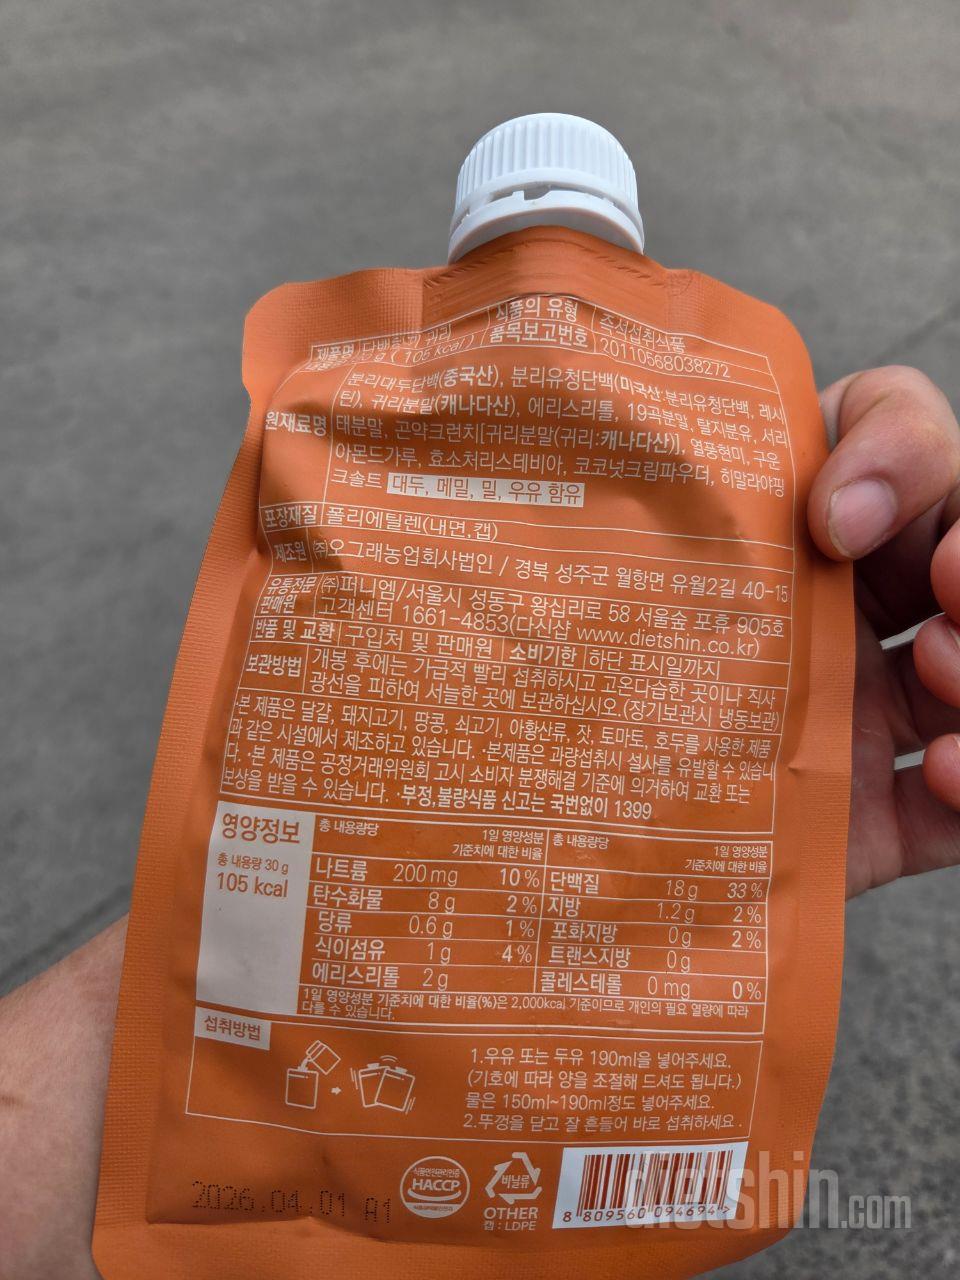 제품명 단백 귀리
식품의 유형 즉석섭취식품
30 g (105 kcal)
품목보고번호 20110568038272
원재료명
분리대두단백(중국산), 분리유청단백(미국산:분리유청단백, 레시
틴), 귀리분말(캐나다산), 에리스리톨, 19곡분말, 탈지분유, 서리
태분말, 곤약크런치[귀리분말(귀리:캐나다산)], 열풍현미, 구운
아몬드가루, 효소처리스테비아, 코코넛크림파우더, 히말라야핑
크솔트 대두, 메밀, 밀, 우유 함유
포장재질 폴리에틸렌(내면,캡)
제조원 ㈜오그래농업회사법인 / 경북 성주군 월항면 유월2길 40-15
유통전문판매원 ㈜퍼니엠/서울시 성동구 왕십리로 58 서울숲 포휴 905호
고객센터 1661-4853(다신샵 www.dietshin.co.kr)
반품 및 교환 구입처 및 판매원 소비기한 하단 표시일까지
보관방법 개봉 후에는 가급적 빨리 섭취하시고 고온다습한 곳이나 직사
광선을 피하여 서늘한 곳에 보관하십시오.(장기보관시 냉동보관)
·본 제품은 달걀, 돼지고기, 땅콩, 쇠고기, 아황산류, 잣, 토마토, 호두를 사용한 제품
과 같은 시설에서 제조하고 있습니다. ·본제품은 과량섭취시 설사를 유발할 수 있습니
다. ·본 제품은 공정거래위원회 고시 소비자 분쟁해결 기준에 의거하여 교환 또는
보상을 받을 수 있습니다. ·부정,불량식품 신고는 국번없이 1399
영양정보
총 내용량 30 g
105 kcal
총 내용량당 1일 영양성분 기준치에 대한 비율
나트륨 200 mg 10 %
탄수화물 8 g 2 %
당류 0.6 g 1 %
식이섬유 1 g 4 %
에리스리톨 2 g
총 내용량당 1일 영양성분 기준치에 대한 비율
단백질 18 g 33 %
지방 1.2 g 2 %
포화지방 0 g 2 %
트랜스지방 0 g
콜레스테롤 0 mg 0 %
1일 영양성분 기준치에 대한 비율(%)은 2,000kcal 기준이므로 개인의 필요 열량에 따라
다를 수 있습니다.
섭취방법
1.우유 또는 두유 190ml을 넣어주세요.
(기호에 따라 양을 조절해 드셔도 됩니다.)
물은 150ml~190ml정도 넣어주세요.
2.뚜껑을 닫고 잘 흔들어 바로 섭취하세요.
2026.04.01 A1
식품안전관리인증
HACCP
비닐류
OTHER
캡 : LDPE
8 809560 094694
dietshin.com